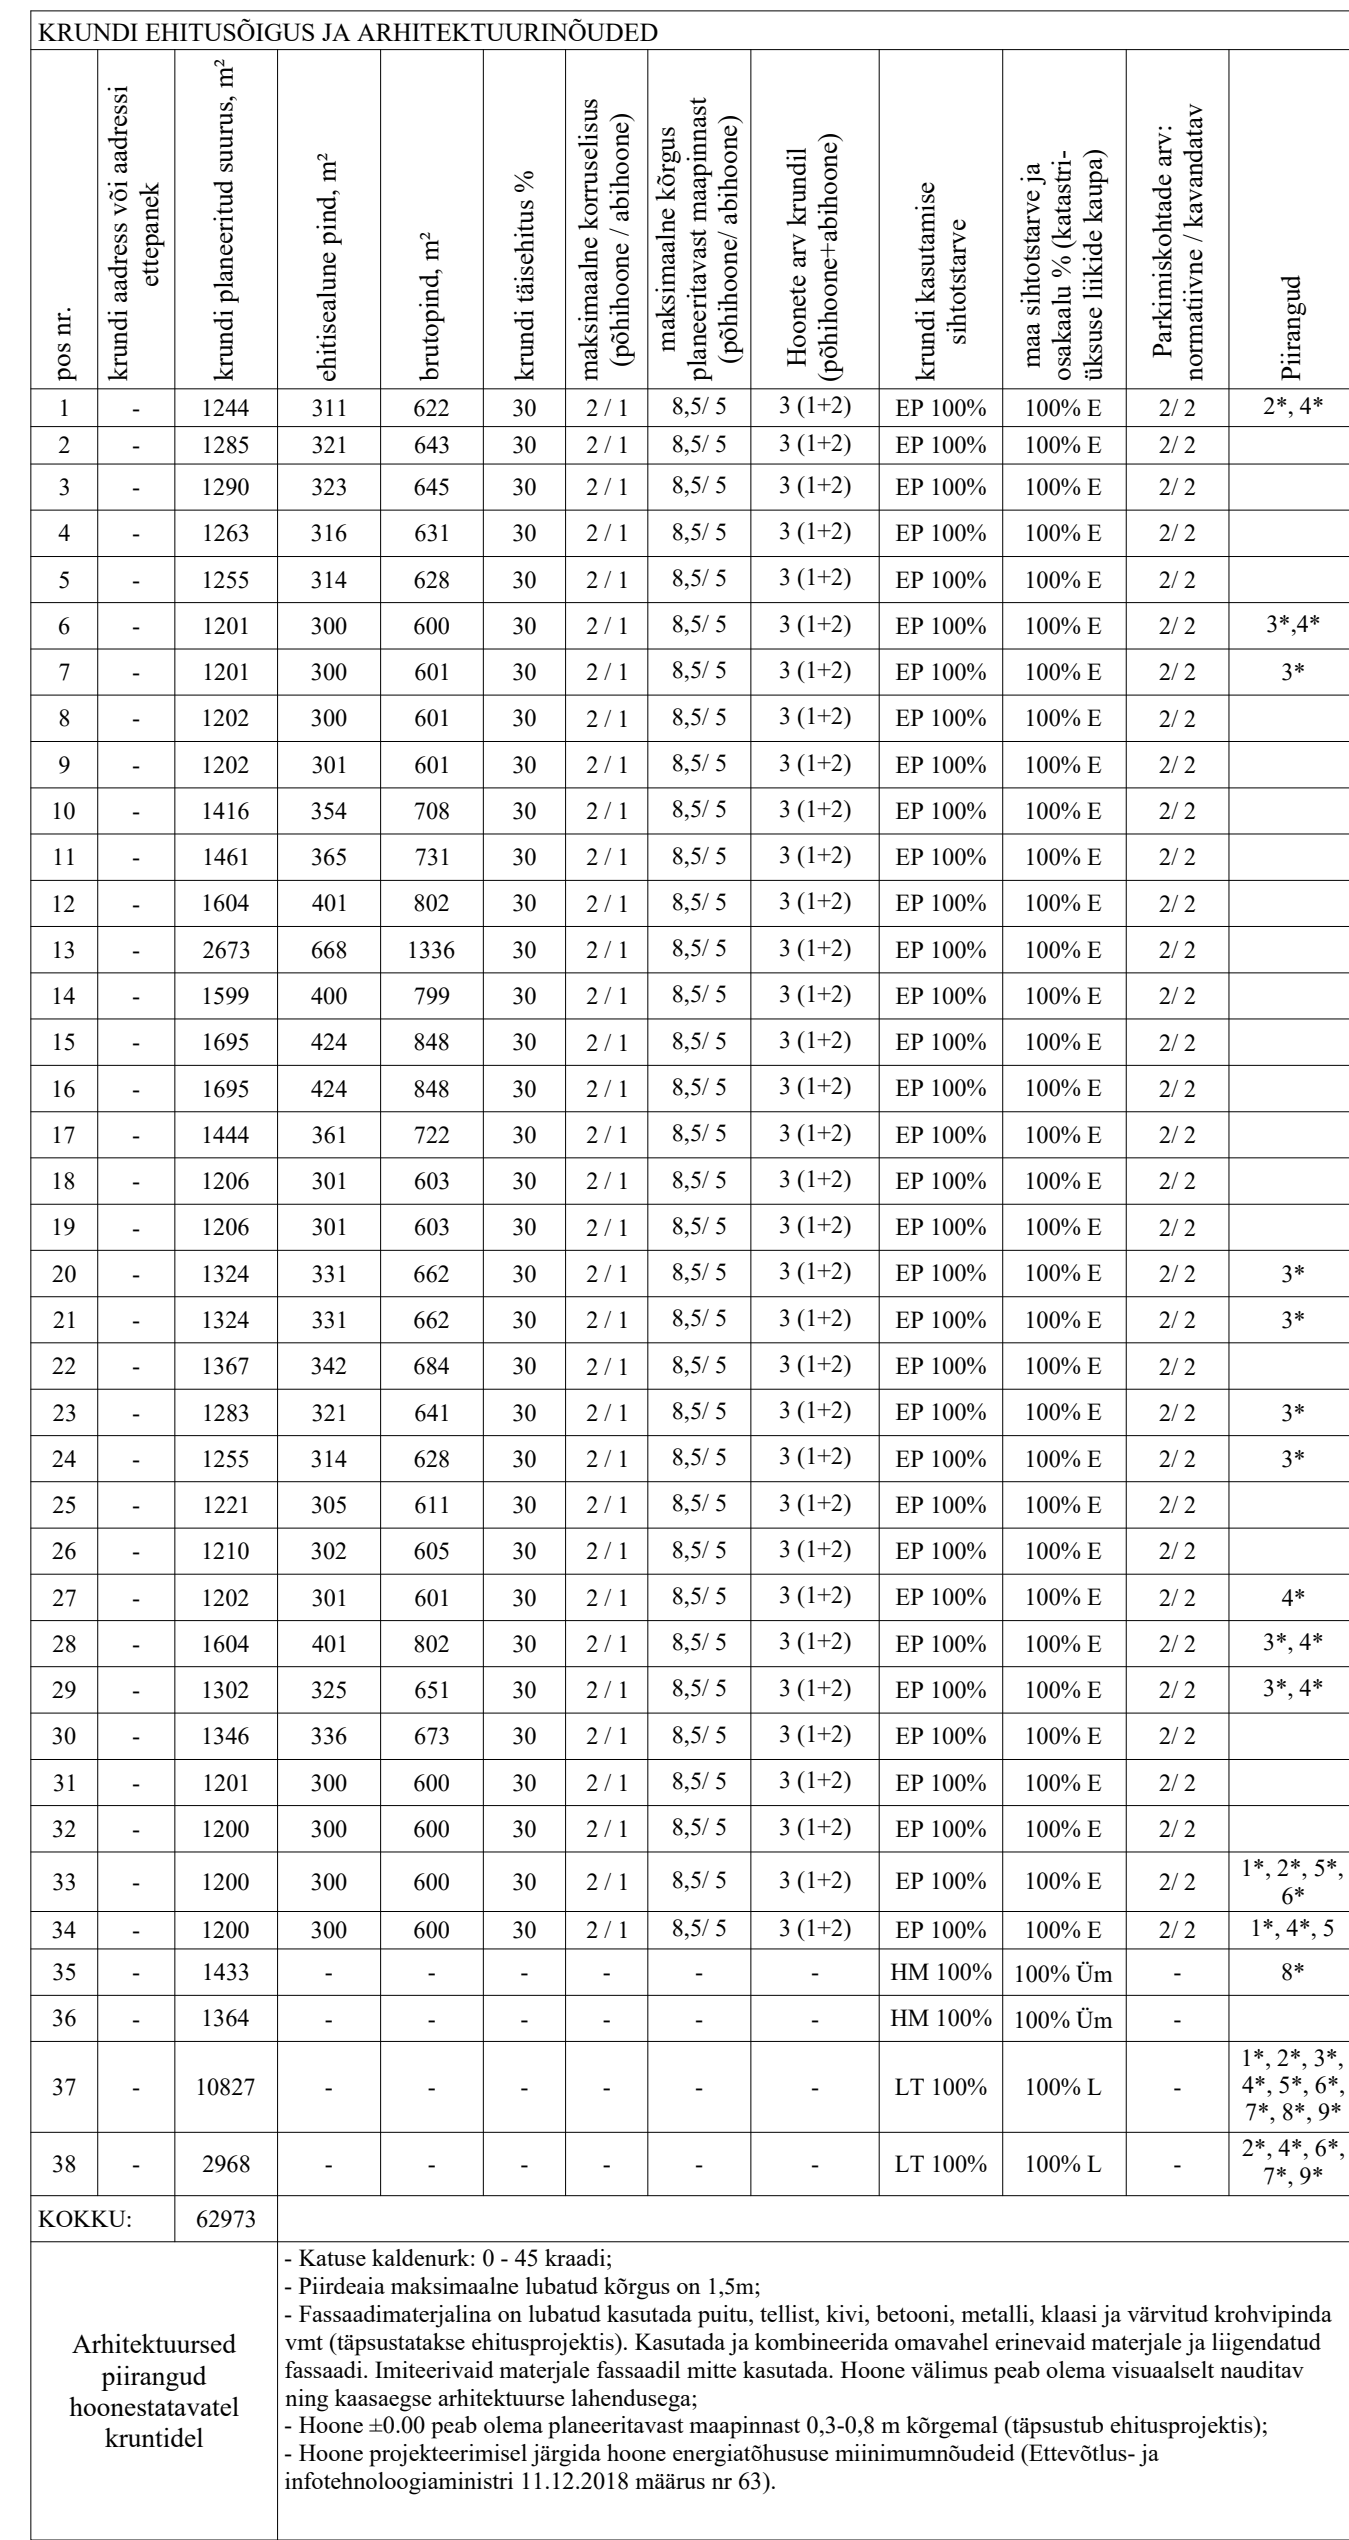 KRUNDI EHITUSÕIGUS JA ARHITEKTUURINÕUDED
pos nr.
krundi aadress või aadressi
ettepanek
krundi planeeritud suurus, m²
ehitisealune pind, m²
brutopind, m²
krundi täisehitus %
maksimaalne korruselisus
(põhihoone / abihoone)
maksimaalne kõrgus
planeeritavast maapinnast
(põhihoone/ abihoone)
Hoonete arv krundil
(põhihoone+abihoone)
krundi kasutamise
sihtotstarve
maa sihtotstarve ja
osakaalu % (katastri-
üksuse liikide kaupa)
Parkimiskohtade arv:
normatiivne / kavandatav
Piirangud
1 - 1244 311 622 30 2 / 1 8,5/ 5 3 (1+2) EP 100% 100% E 2/ 2 2*, 4*
2 - 1285 321 643 30 2 / 1 8,5/ 5 3 (1+2) EP 100% 100% E 2/ 2
3 - 1290 323 645 30 2 / 1 8,5/ 5 3 (1+2) EP 100% 100% E 2/ 2
4 - 1263 316 631 30 2 / 1 8,5/ 5 3 (1+2) EP 100% 100% E 2/ 2
5 - 1255 314 628 30 2 / 1 8,5/ 5 3 (1+2) EP 100% 100% E 2/ 2
6 - 1201 300 600 30 2 / 1 8,5/ 5 3 (1+2) EP 100% 100% E 2/ 2 3*,4*
7 - 1201 300 601 30 2 / 1 8,5/ 5 3 (1+2) EP 100% 100% E 2/ 2 3*
8 - 1202 300 601 30 2 / 1 8,5/ 5 3 (1+2) EP 100% 100% E 2/ 2
9 - 1202 301 601 30 2 / 1 8,5/ 5 3 (1+2) EP 100% 100% E 2/ 2
10 - 1416 354 708 30 2 / 1 8,5/ 5 3 (1+2) EP 100% 100% E 2/ 2
11 - 1461 365 731 30 2 / 1 8,5/ 5 3 (1+2) EP 100% 100% E 2/ 2
12 - 1604 401 802 30 2 / 1 8,5/ 5 3 (1+2) EP 100% 100% E 2/ 2
13 - 2673 668 1336 30 2 / 1 8,5/ 5 3 (1+2) EP 100% 100% E 2/ 2
14 - 1599 400 799 30 2 / 1 8,5/ 5 3 (1+2) EP 100% 100% E 2/ 2
15 - 1695 424 848 30 2 / 1 8,5/ 5 3 (1+2) EP 100% 100% E 2/ 2
16 - 1695 424 848 30 2 / 1 8,5/ 5 3 (1+2) EP 100% 100% E 2/ 2
17 - 1444 361 722 30 2 / 1 8,5/ 5 3 (1+2) EP 100% 100% E 2/ 2
18 - 1206 301 603 30 2 / 1 8,5/ 5 3 (1+2) EP 100% 100% E 2/ 2
19 - 1206 301 603 30 2 / 1 8,5/ 5 3 (1+2) EP 100% 100% E 2/ 2
20 - 1324 331 662 30 2 / 1 8,5/ 5 3 (1+2) EP 100% 100% E 2/ 2 3*
21 - 1324 331 662 30 2 / 1 8,5/ 5 3 (1+2) EP 100% 100% E 2/ 2 3*
22 - 1367 342 684 30 2 / 1 8,5/ 5 3 (1+2) EP 100% 100% E 2/ 2
23 - 1283 321 641 30 2 / 1 8,5/ 5 3 (1+2) EP 100% 100% E 2/ 2 3*
24 - 1255 314 628 30 2 / 1 8,5/ 5 3 (1+2) EP 100% 100% E 2/ 2 3*
25 - 1221 305 611 30 2 / 1 8,5/ 5 3 (1+2) EP 100% 100% E 2/ 2
26 - 1210 302 605 30 2 / 1 8,5/ 5 3 (1+2) EP 100% 100% E 2/ 2
27 - 1202 301 601 30 2 / 1 8,5/ 5 3 (1+2) EP 100% 100% E 2/ 2 4*
28 - 1604 401 802 30 2 / 1 8,5/ 5 3 (1+2) EP 100% 100% E 2/ 2 3*, 4*
29 - 1302 325 651 30 2 / 1 8,5/ 5 3 (1+2) EP 100% 100% E 2/ 2 3*, 4*
30 - 1346 336 673 30 2 / 1 8,5/ 5 3 (1+2) EP 100% 100% E 2/ 2
31 - 1201 300 600 30 2 / 1 8,5/ 5 3 (1+2) EP 100% 100% E 2/ 2
32 - 1200 300 600 30 2 / 1 8,5/ 5 3 (1+2) EP 100% 100% E 2/ 2
33 - 1200 300 600 30 2 / 1 8,5/ 5 3 (1+2) EP 100% 100% E 2/ 2 1*, 2*, 5*,
6*
34 - 1200 300 600 30 2 / 1 8,5/ 5 3 (1+2) EP 100% 100% E 2/ 2 1*, 4*, 5
35 - 1433 - - - - - - HM 100% 100% Üm - 8*
36 - 1364 - - - - - - HM 100% 100% Üm -
37 - 10827 - - - - - - LT 100% 100% L - 1*, 2*, 3*,
4*, 5*, 6*,
7*, 8*, 9*
38 - 2968 - - - - - - LT 100% 100% L - 2*, 4*, 6*,
7*, 9*
KOKKU: 62973
Arhitektuursed
piirangud
hoonestatavatel
kruntidel
- Katuse kaldenurk: 0 - 45 kraadi;
- Piirdeaia maksimaalne lubatud kõrgus on 1,5m;
- Fassaadimaterjalina on lubatud kasutada puitu, tellist, kivi, betooni, metalli, klaasi ja värvitud krohvipinda
vmt (täpsustatakse ehitusprojektis). Kasutada ja kombineerida omavahel erinevaid materjale ja liigendatud
fassaadi. Imiteerivaid materjale fassaadil mitte kasutada. Hoone välimus peab olema visuaalselt nauditav
ning kaasaegse arhitektuurse lahendusega;
- Hoone ±0.00 peab olema planeeritavast maapinnast 0,3-0,8 m kõrgemal (täpsustub ehitusprojektis);
- Hoone projekteerimisel järgida hoone energiatõhususe miinimumnõudeid (Ettevõtlus- ja
infotehnoloogiaministri 11.12.2018 määrus nr 63).